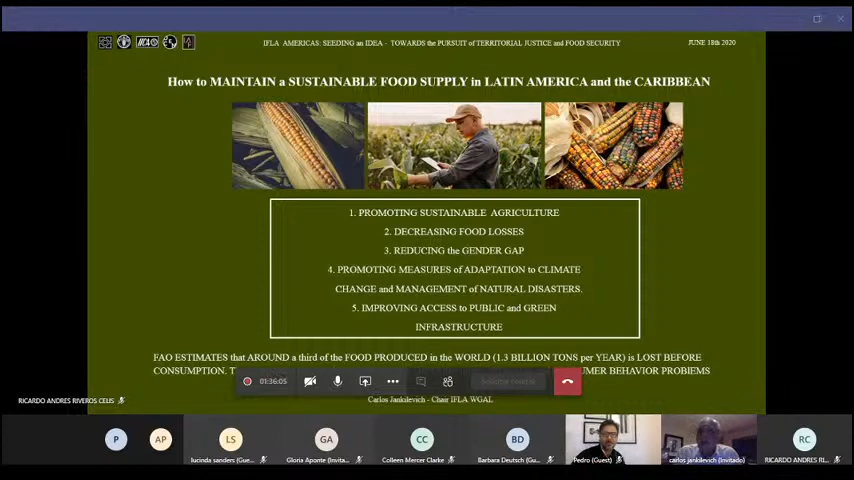 IICA
IFLA AMERICAS: SEEDING an IDEA - TOWARDS the PURSUIT of TERRITORIAL JUSTICE and FOOD SECURITY
JUNE 18th 2020
How to MAINTAIN a SUSTAINABLE FOOD SUPPLY in LATIN AMERICA and the CARIBBEAN
1. PROMOTING SUSTAINABLE AGRICULTURE
2. DECREASING FOOD LOSSES
3. REDUCING the GENDER GAP
4. PROMOTING MEASURES of ADAPTATION to CLIMATE
CHANGE and MANAGEMENT of NATURAL DISASTERS.
5. IMPROVING ACCESS to PUBLIC and GREEN
INFRASTRUCTURE
FAO ESTIMATES that AROUND a third of the FOOD PRODUCED in the WORLD (1.3 BILLION TONS per YEAR) is LOST BEFORE
CONSUMPTION. T UMER BEHAVIOR PROBLEMS
01:36:05
Solicitar control
RICARDO ANDRES RIVEROS CELIS
Carlos Jankilevich - Chair IFLA WGAL
P AP LS GA CC BD RC
lucinda sanders (Gue... Gloria Aponte (Invita... Colleen Mercer Clarke Barbara Deutsch (Gu... Pedro (Guest) carlos jankilevich (Invitado) RICARDO ANDRES RI...